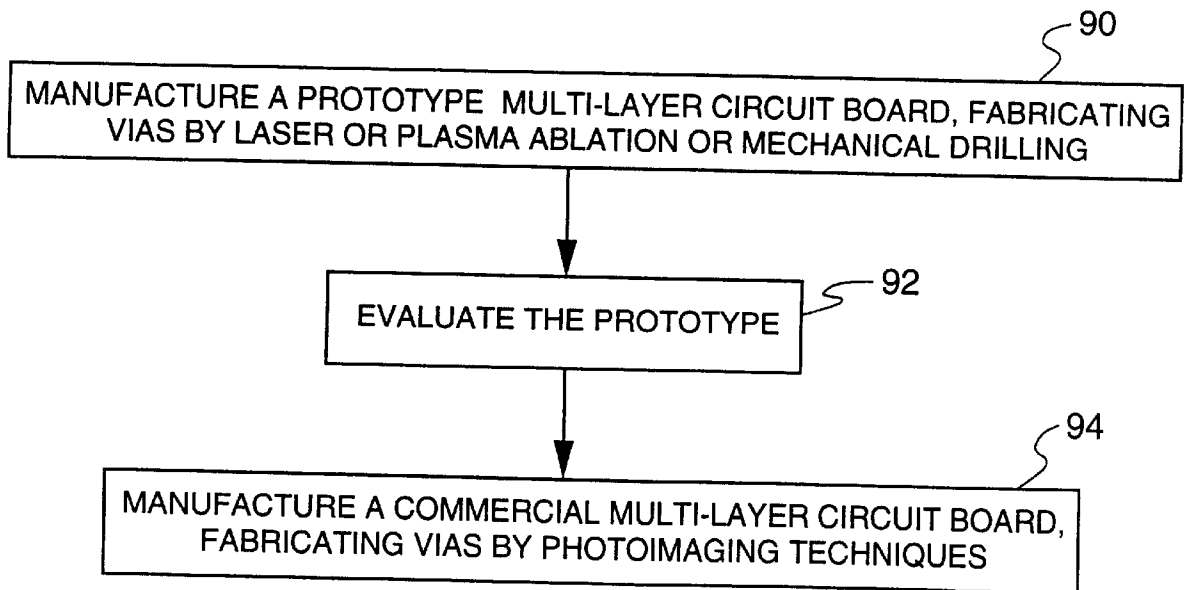 90
MANUFACTURE A PROTOTYPE MULTI-LAYER CIRCUIT BOARD, FABRICATING
VIAS BY LASER OR PLASMA ABLATION OR MECHANICAL DRILLING
92
EVALUATE THE PROTOTYPE
94
MANUFACTURE A COMMERCIAL MULTI-LAYER CIRCUIT BOARD,
FABRICATING VIAS BY PHOTOIMAGING TECHNIQUES